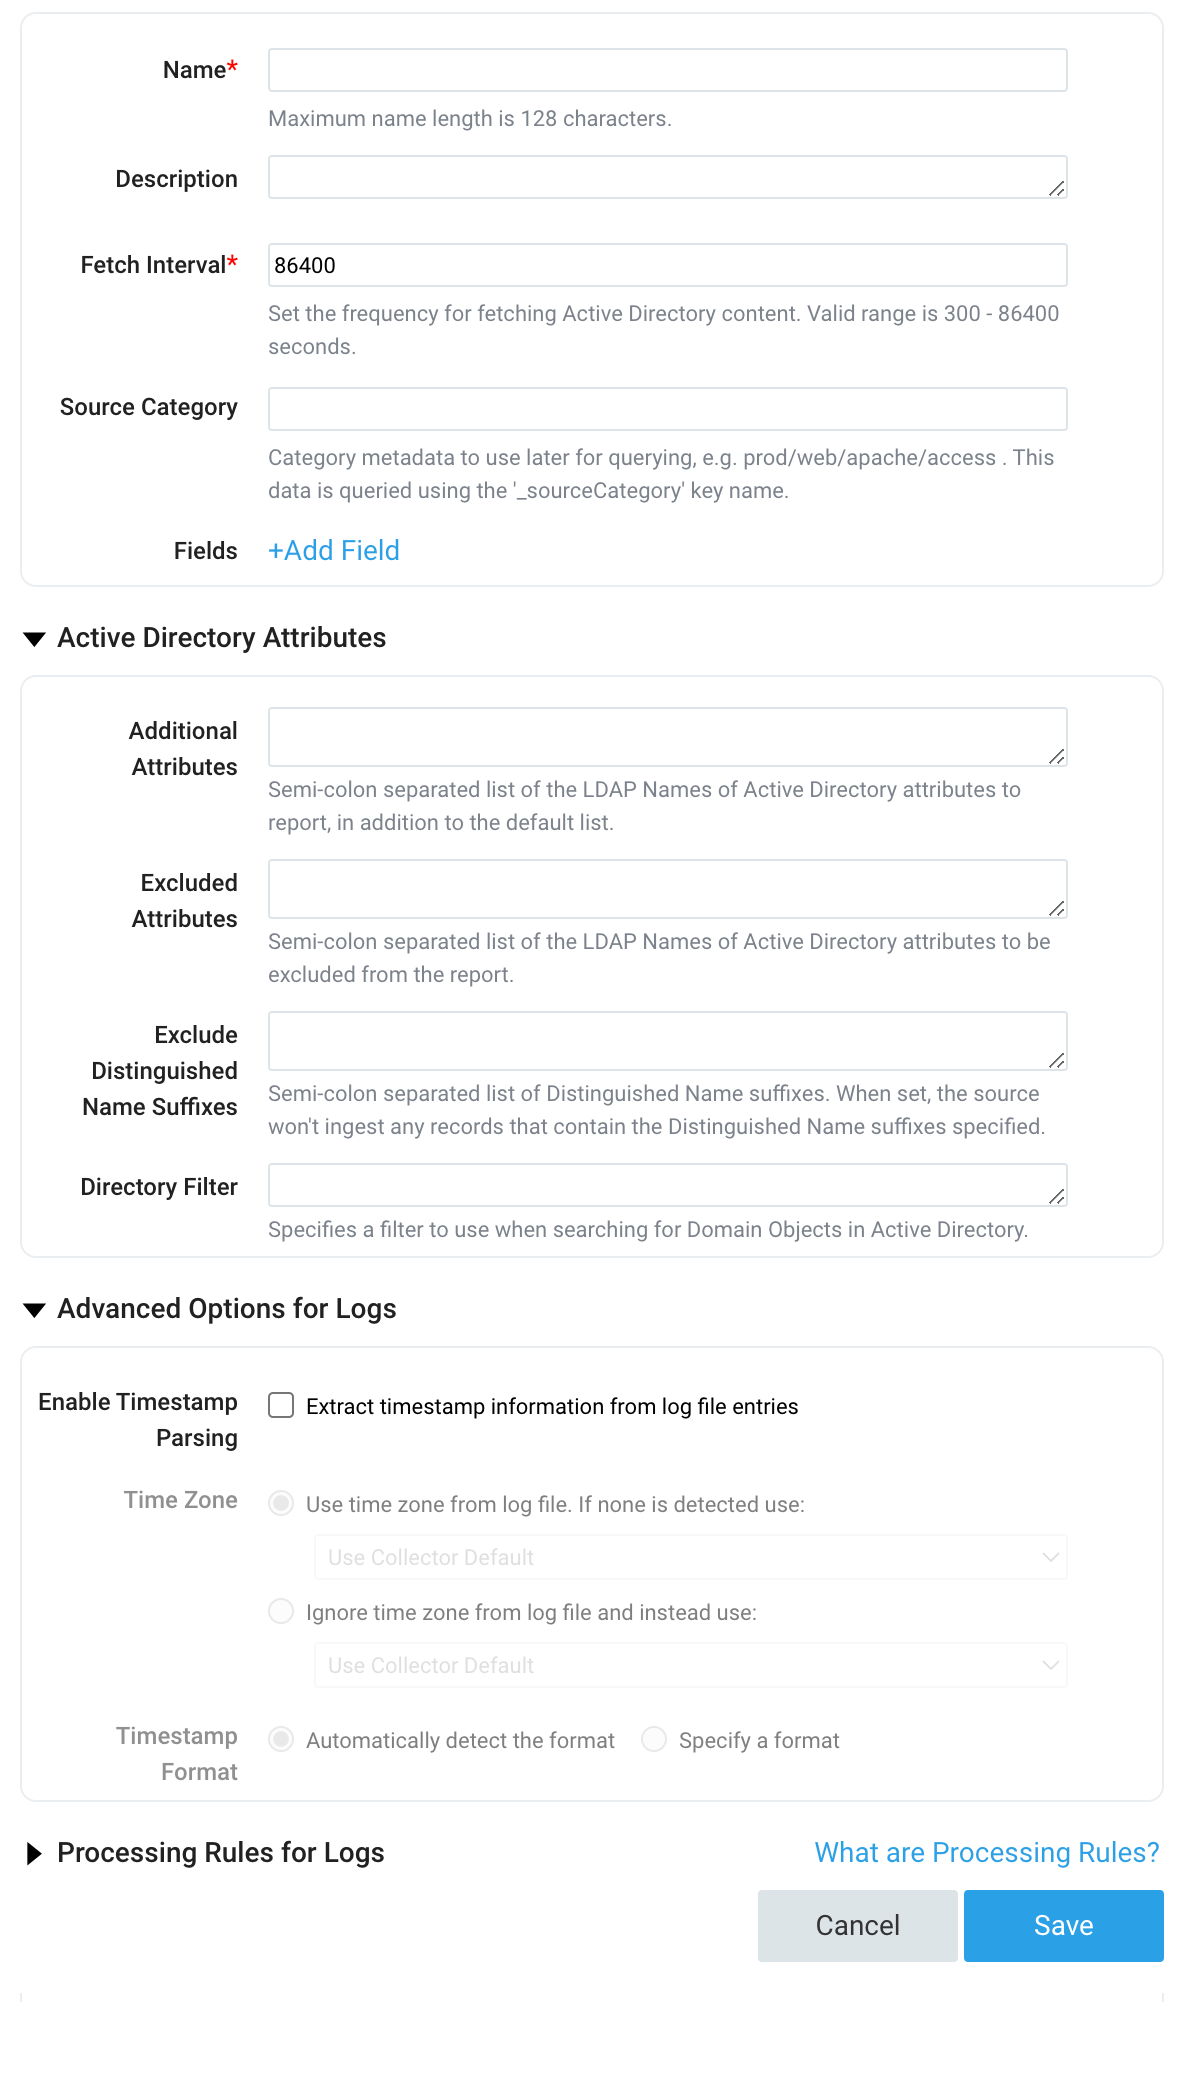 Name*
Maximum name length is 128 characters.
Description
Fetch Interval*
86400
Set the frequency for fetching Active Directory content. Valid range is 300 - 86400
seconds.
Source Category
Category metadata to use later for querying, e.g. prod/web/apache/access . This
data is queried using the '_sourceCategory' key name.
Fields
+Add Field
Active Directory Attributes
Additional
Attributes
Semi-colon separated list of the LDAP Names of Active Directory attributes to
report, in addition to the default list.
Excluded
Attributes
Semi-colon separated list of the LDAP Names of Active Directory attributes to be
excluded from the report.
Exclude
Distinguished
Name Suffixes
Semi-colon separated list of Distinguished Name suffixes. When set, the source
won't ingest any records that contain the Distinguished Name suffixes specified.
Directory Filter
Specifies a filter to use when searching for Domain Objects in Active Directory.
Advanced Options for Logs
Enable Timestamp
Parsing
Extract timestamp information from log file entries
Time Zone
Use time zone from log file. If none is detected use:
Use Collector Default
Ignore time zone from log file and instead use:
Use Collector Default
Timestamp
Format
Automatically detect the format
Specify a format
Processing Rules for Logs
What are Processing Rules?
Cancel
Save